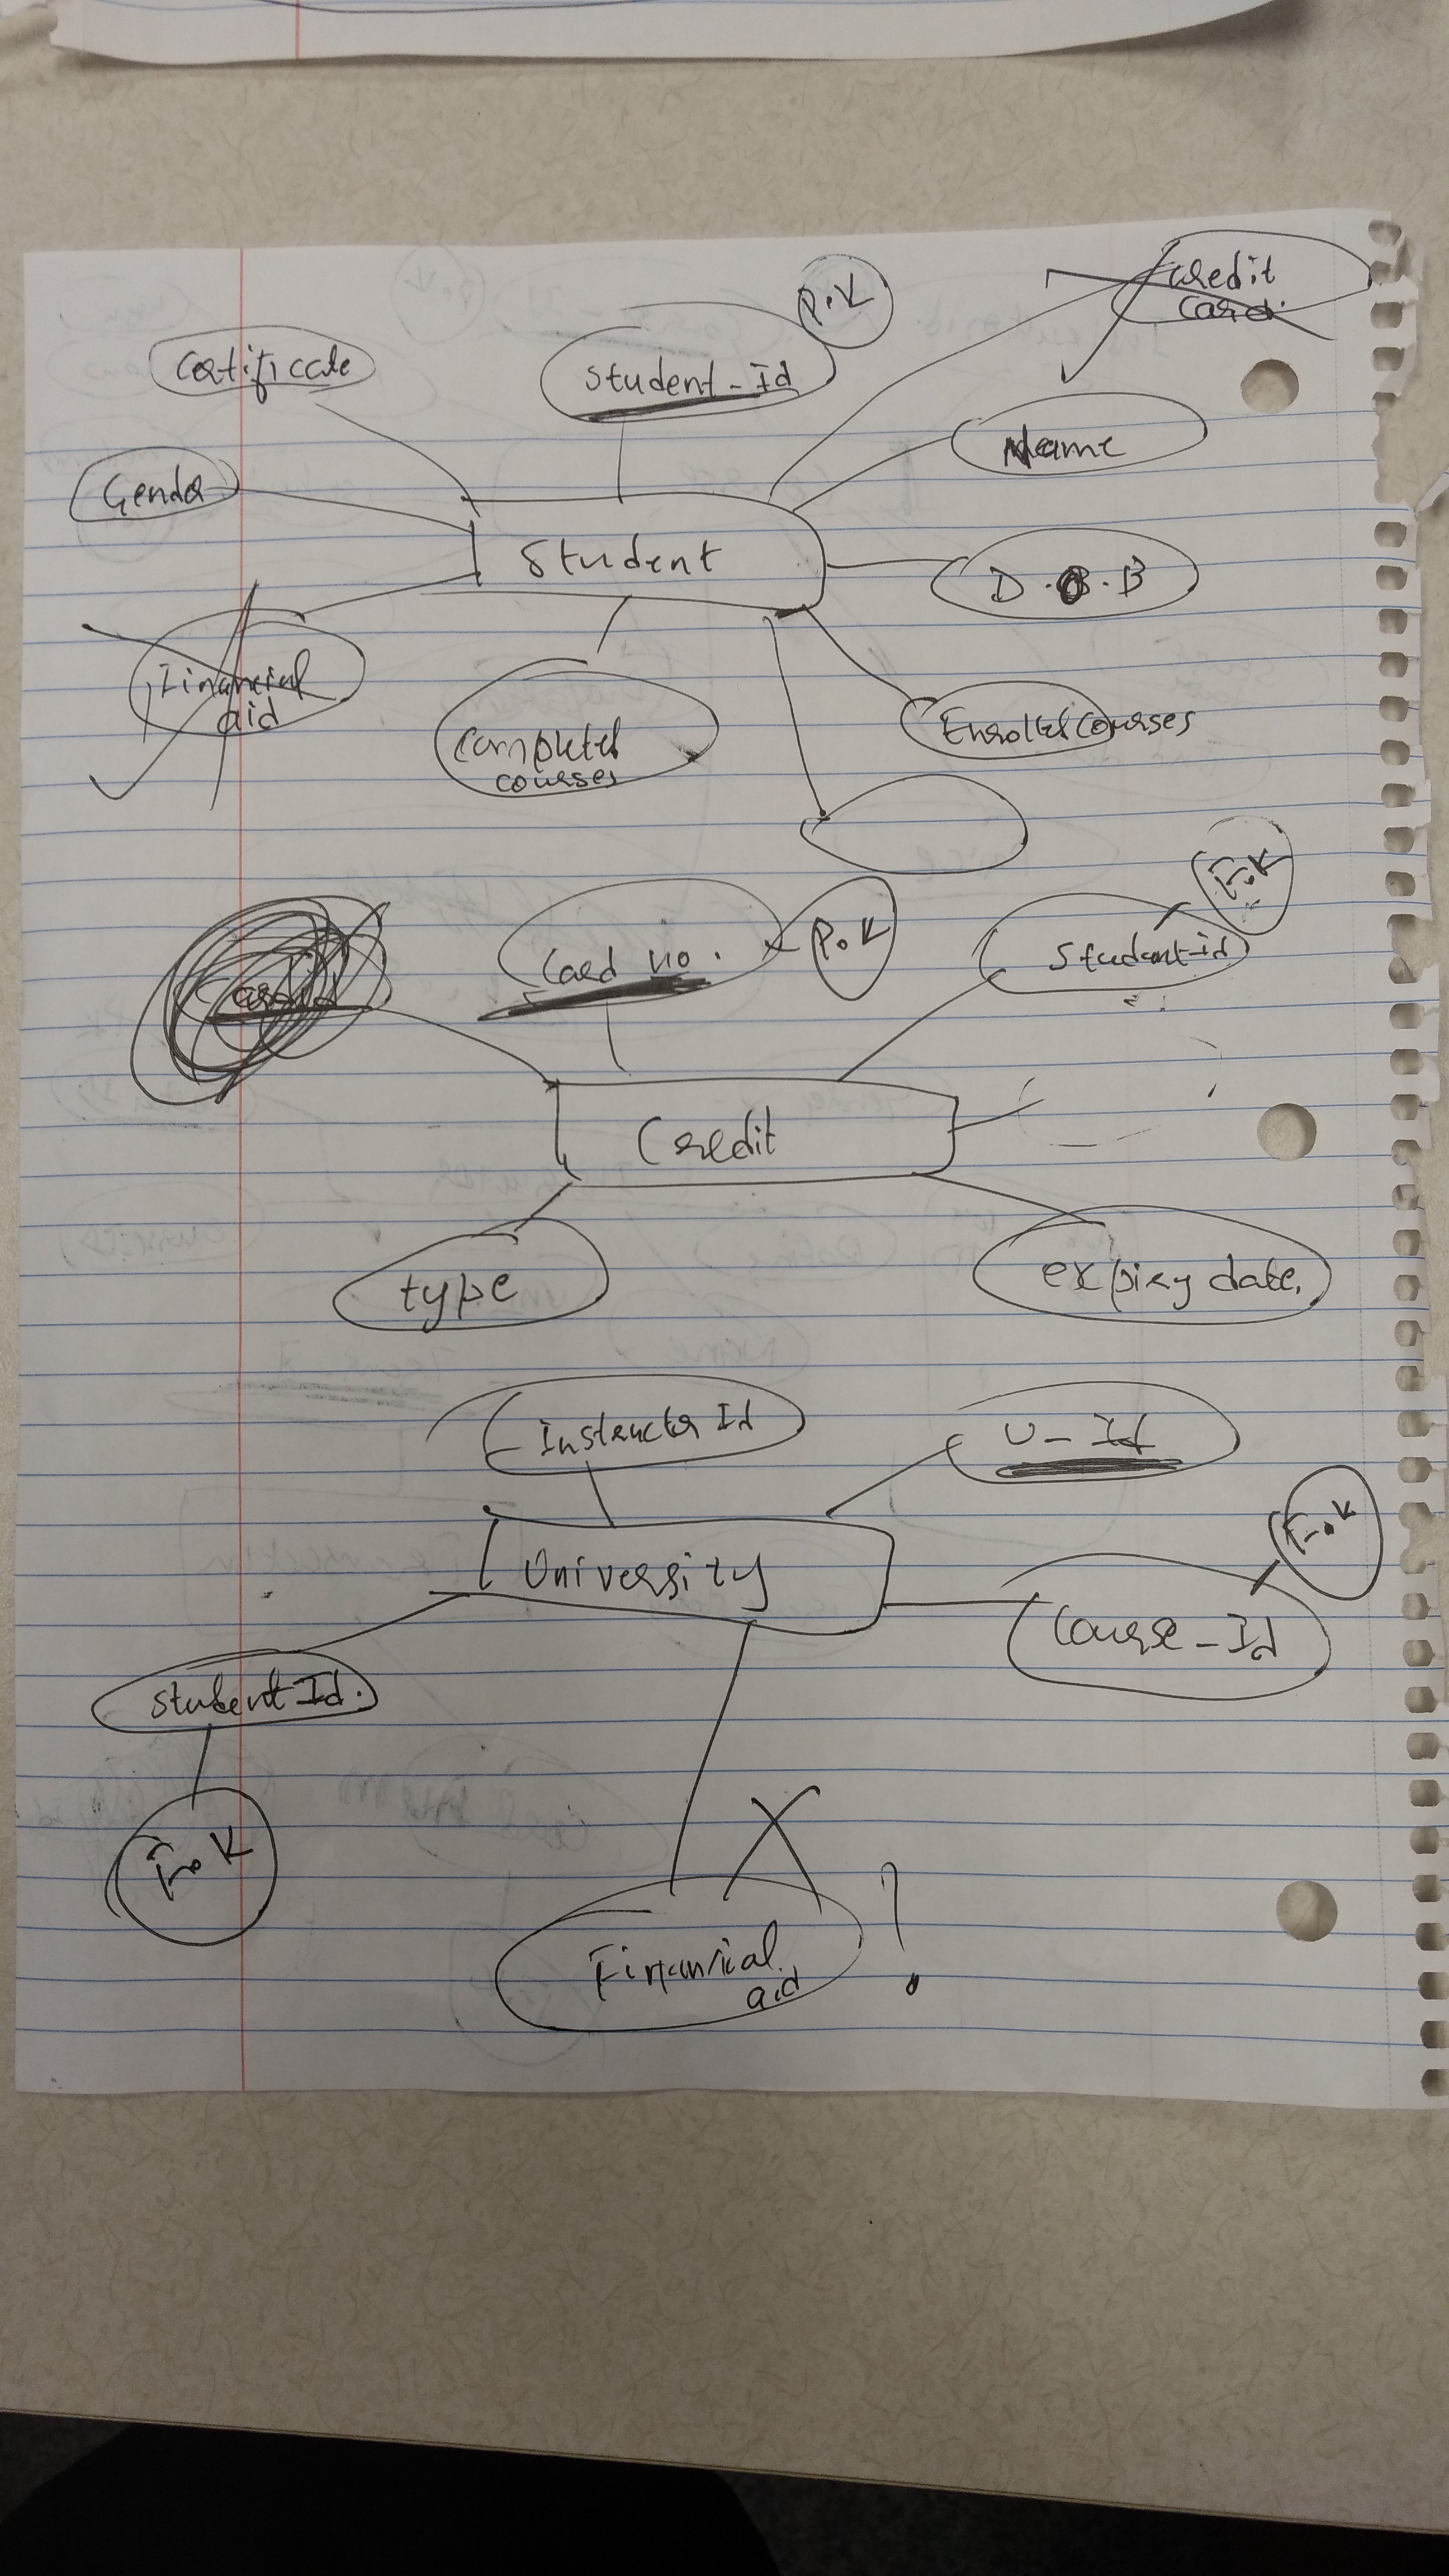 P.K
Credit
Card
Certificate
Student-Id
Name
Gender
Student
D.O.B
Financial
aid
Completed
courses
Enrolled courses
F.K
Card no.
P.K
Student-id
Credit
type
expiry date.
Instructor Id
U-Id
F.K
University
Course-Id
Student Id.
F.K
Financial
aid
?